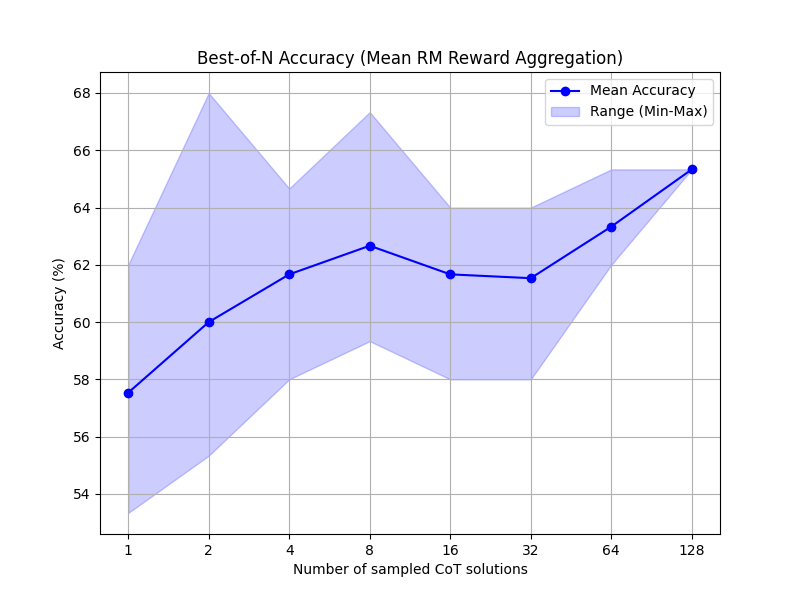 Best-of-N Accuracy (Mean RM Reward Aggregation)
Mean Accuracy
Range (Min-Max)
Accuracy (%)
68
66
64
62
60
58
56
54
1 2 4 8 16 32 64 128
Number of sampled CoT solutions